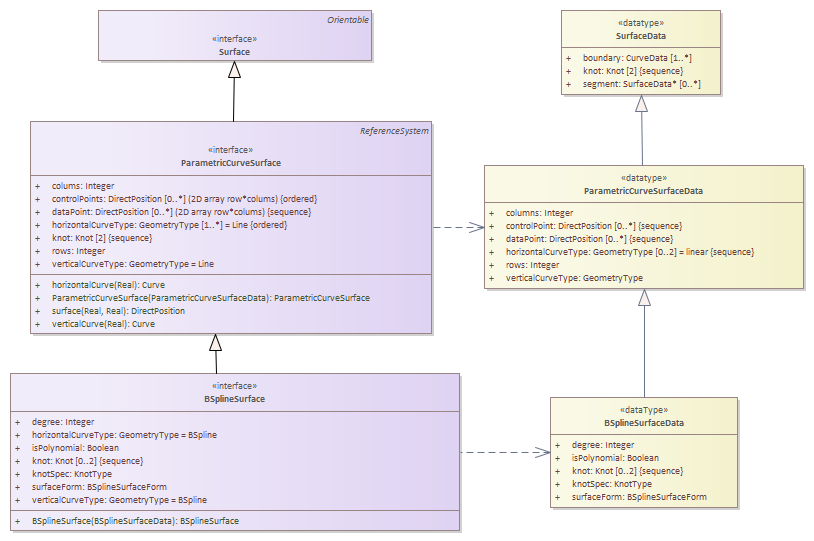 Orientable
«interface»
Surface
«datatype»
SurfaceData
+ boundary: CurveData [1..*]
+ knot: Knot [2] {sequence}
+ segment: SurfaceData* [0..*]
ReferenceSystem
«interface»
ParametricCurveSurface
+ colums: Integer
+ controlPoints: DirectPosition [0..*] (2D array row*colums) {ordered}
+ dataPoint: DirectPosition [0..*] (2D array row*colums) {sequence}
+ horizontalCurveType: GeometryType [1..*] = Line {ordered}
+ knot: Knot [2] {sequence}
+ rows: Integer
+ verticalCurveType: GeometryType = Line
+ horizontalCurve(Real): Curve
+ ParametricCurveSurface(ParametricCurveSurfaceData): ParametricCurveSurface
+ surface(Real, Real): DirectPosition
+ verticalCurve(Real): Curve
«datatype»
ParametricCurveSurfaceData
+ columns: Integer
+ controlPoint: DirectPosition [0..*] {sequence}
+ dataPoint: DirectPosition [0..*] {sequence}
+ horizontalCurveType: GeometryType [0..2] = linear {sequence}
+ rows: Integer
+ verticalCurveType: GeometryType
«interface»
BSplineSurface
+ degree: Integer
+ horizontalCurveType: GeometryType = BSpline
+ isPolynomial: Boolean
+ knot: Knot [0..2] {sequence}
+ knotSpec: KnotType
+ surfaceForm: BSplineSurfaceForm
+ verticalCurveType: GeometryType = BSpline
+ BSplineSurface(BSplineSurfaceData): BSplineSurface
«dataType»
BSplineSurfaceData
+ degree: Integer
+ isPolynomial: Boolean
+ knot: Knot [0..2] {sequence}
+ knotSpec: KnotType
+ surfaceForm: BSplineSurfaceForm